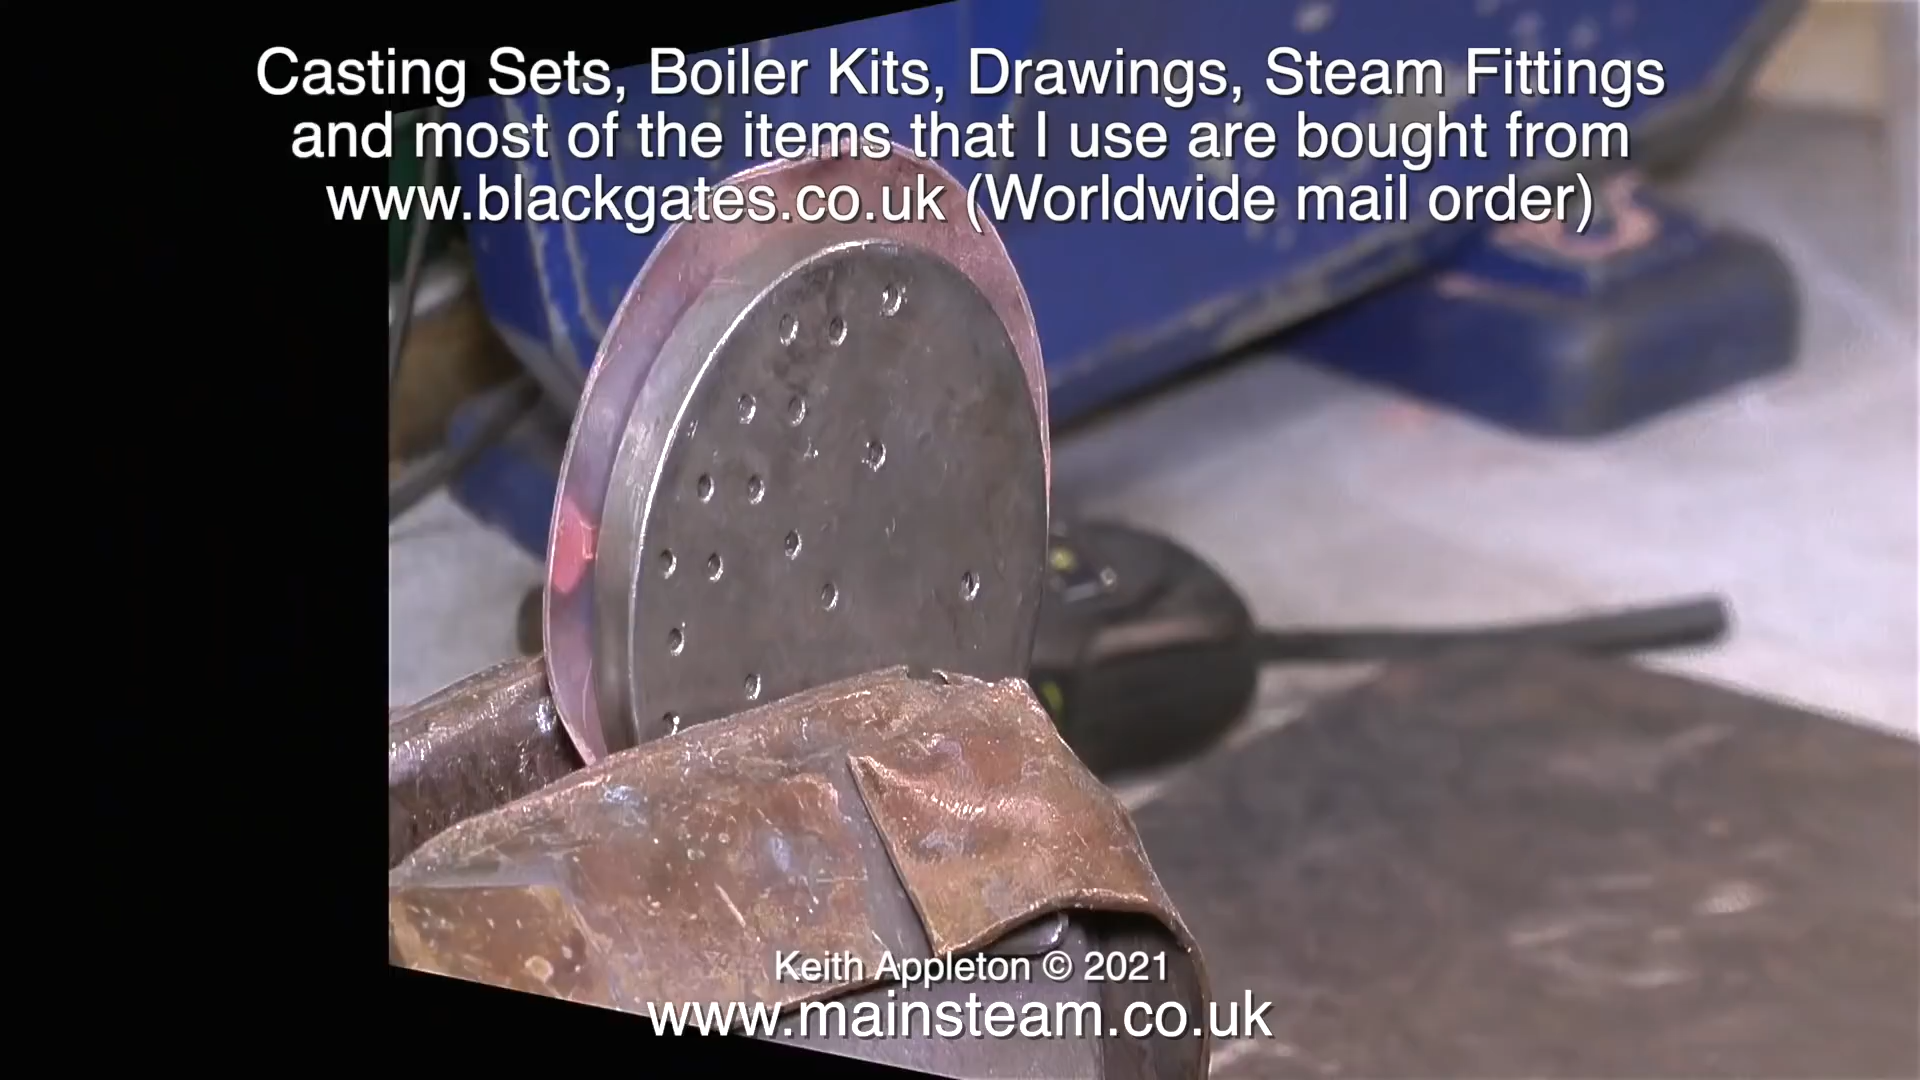 Casting Sets, Boiler Kits, Drawings, Steam Fittings
and most of the items that I use are bought from
www.blackgates.co.uk (Worldwide mail order)
Keith Appleton © 2021
www.mainsteam.co.uk